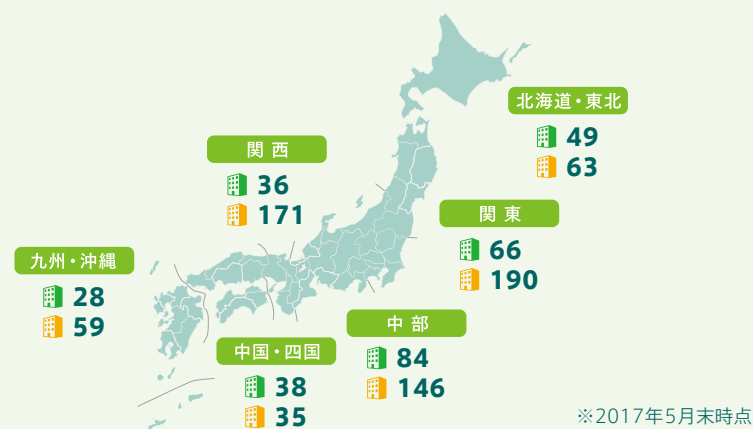 北海道・東北
49
63
関西
36
171
関東
66
190
九州・沖縄
28
59
中部
84
146
中国・四国
38
35
※2017年5月末時点